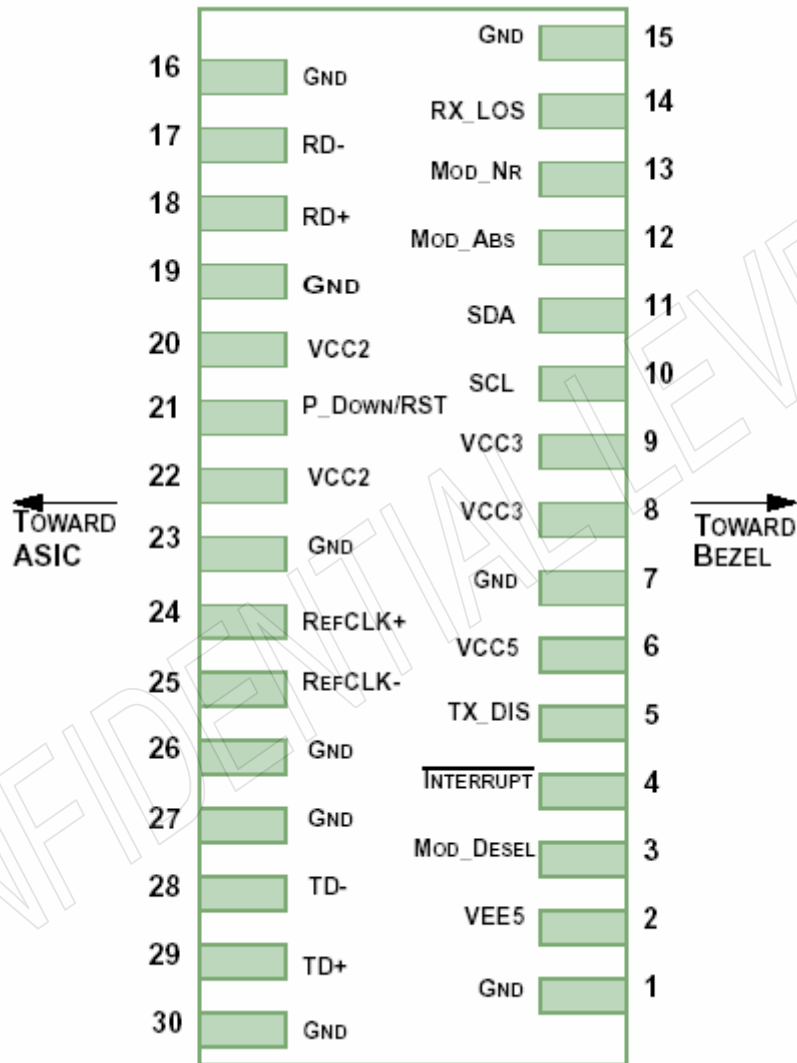 GND 15
16 GND
RX_LOS 14
17 RD-
MOD_NR 13
18 RD+
MOD_ABS 12
19 GND
SDA 11
20 VCC2
SCL 10
21 P_DOWN/RST
VCC3 9
22 VCC2
VCC3 8
TOWARD
ASIC
TOWARD
BEZEL
23 GND
GND 7
24 REFCLK+
VCC5 6
25 REFCLK-
TX_DIS 5
26 GND
INTERRUPT 4
27 GND
MOD_DESEL 3
28 TD-
VEE5 2
29 TD+
GND 1
30 GND